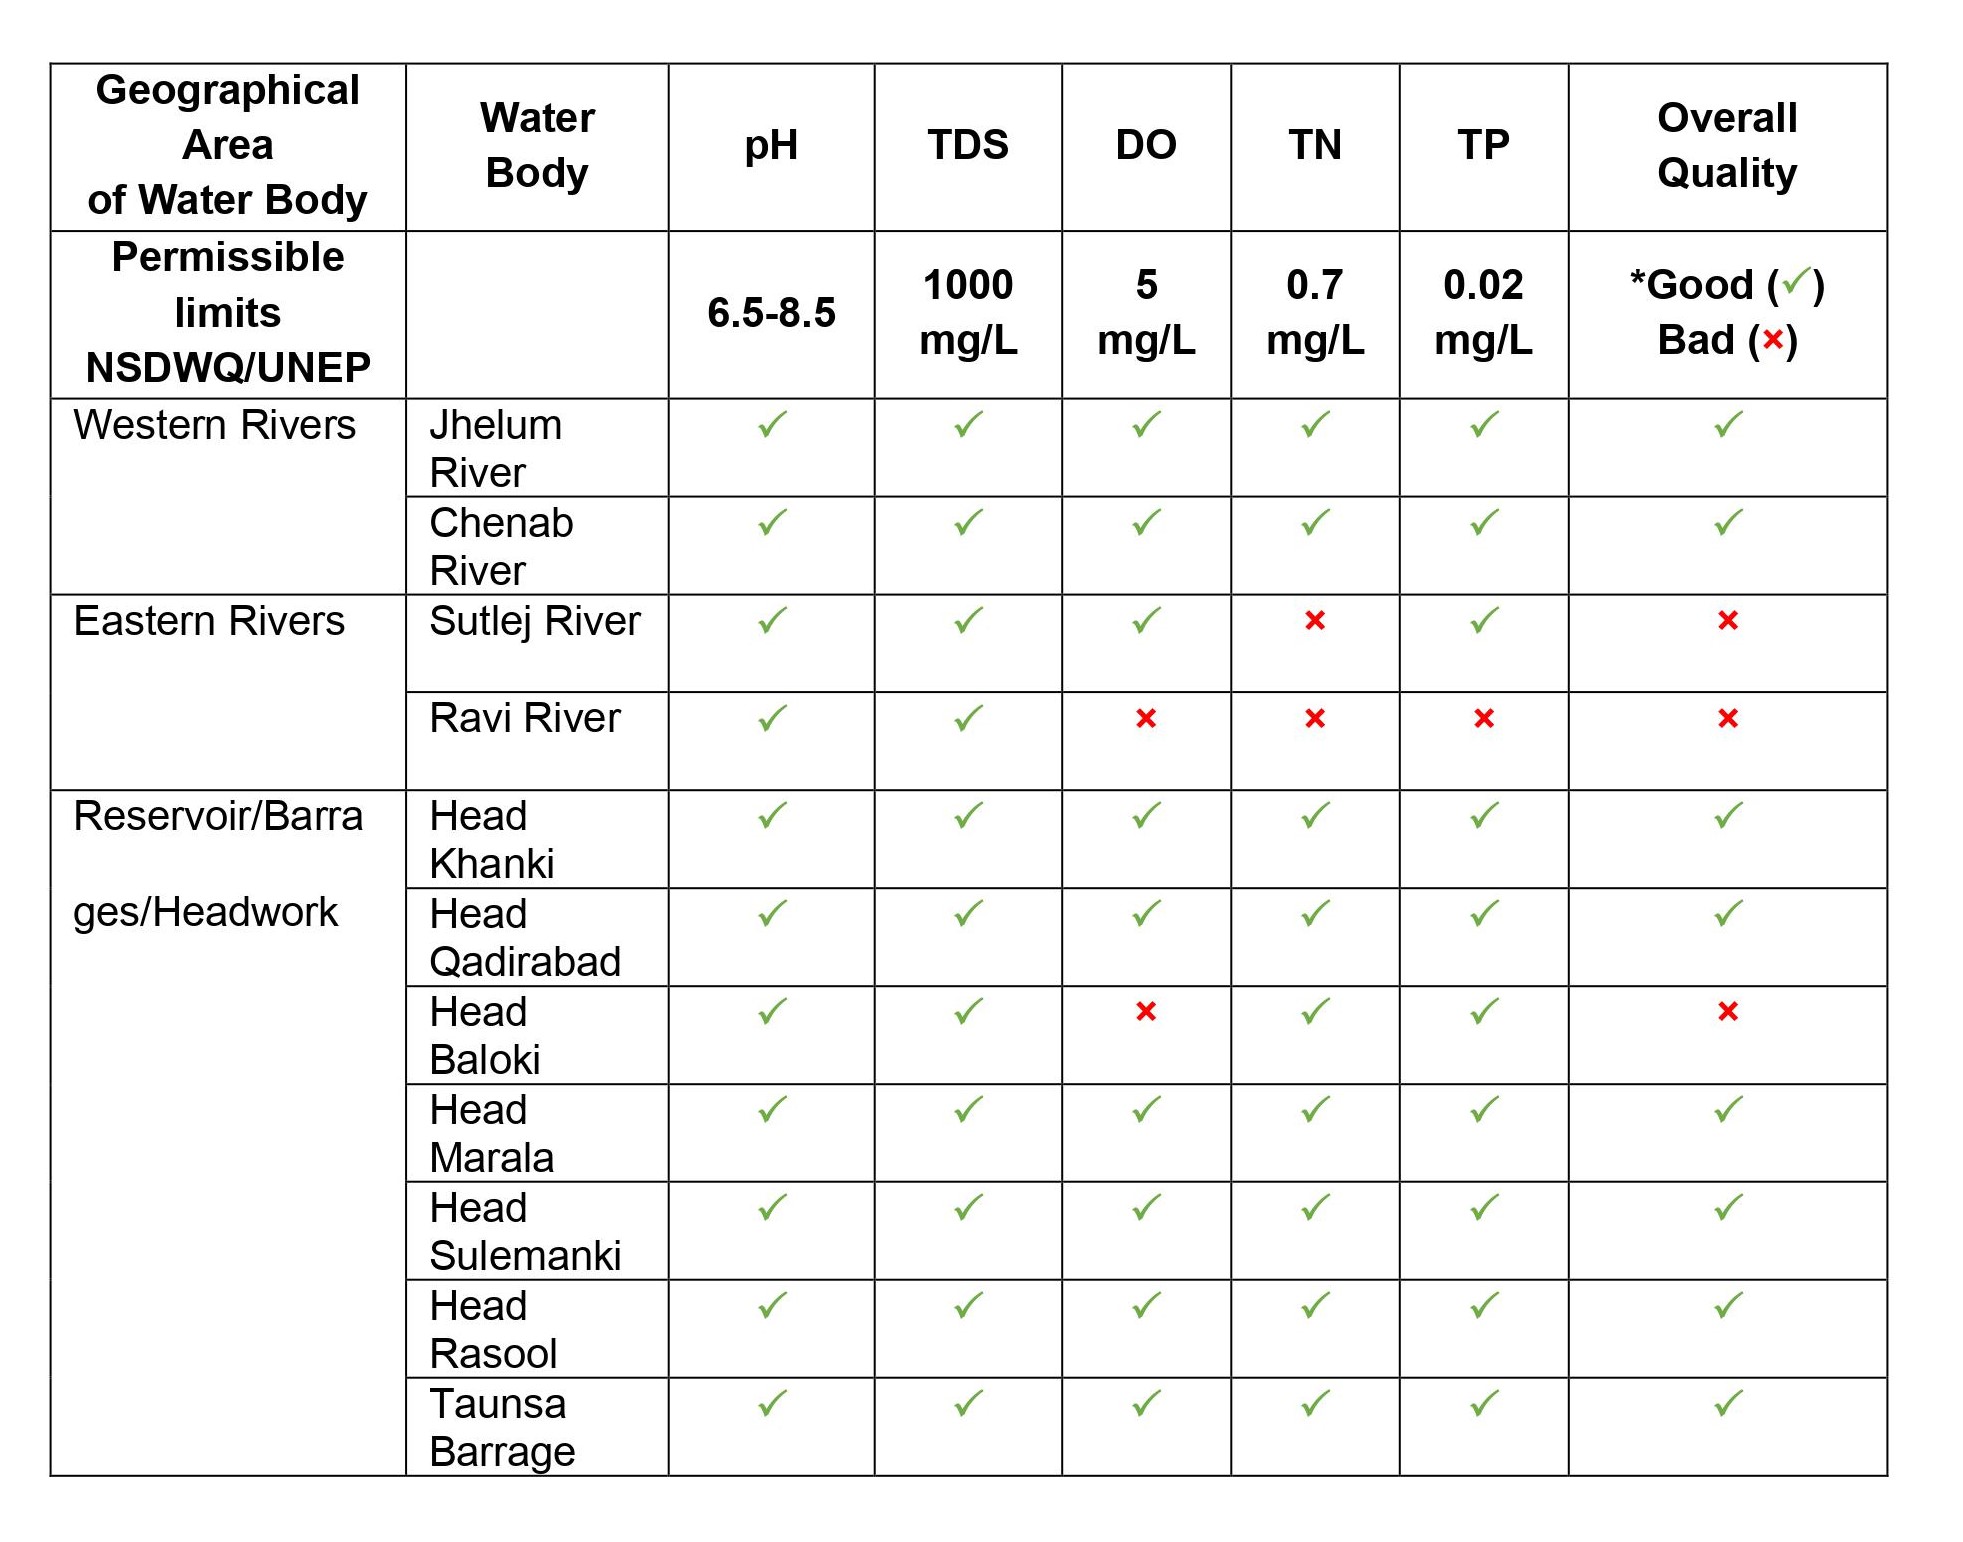 Geographical
Area
of Water Body
Water
Body
pH
TDS
DO
TN
TP
Overall
Quality
Permissible
limits
NSDWQ/UNEP
6.5-8.5
1000
mg/L
5
mg/L
0.7
mg/L
0.02
mg/L
*Good (✓)
Bad (×)
Western Rivers
Jhelum
River
✓ ✓ ✓ ✓ ✓ ✓
Chenab
River
✓ ✓ ✓ ✓ ✓ ✓
Eastern Rivers
Sutlej River
✓ ✓ ✓ × ✓ ×
Ravi River
✓ ✓ × × × ×
Reservoir/Barra
ges/Headwork
Head
Khanki
✓ ✓ ✓ ✓ ✓ ✓
Head
Qadirabad
✓ ✓ ✓ ✓ ✓ ✓
Head
Baloki
✓ ✓ × ✓ ✓ ×
Head
Marala
✓ ✓ ✓ ✓ ✓ ✓
Head
Sulemanki
✓ ✓ ✓ ✓ ✓ ✓
Head
Rasool
✓ ✓ ✓ ✓ ✓ ✓
Taunsa
Barrage
✓ ✓ ✓ ✓ ✓ ✓